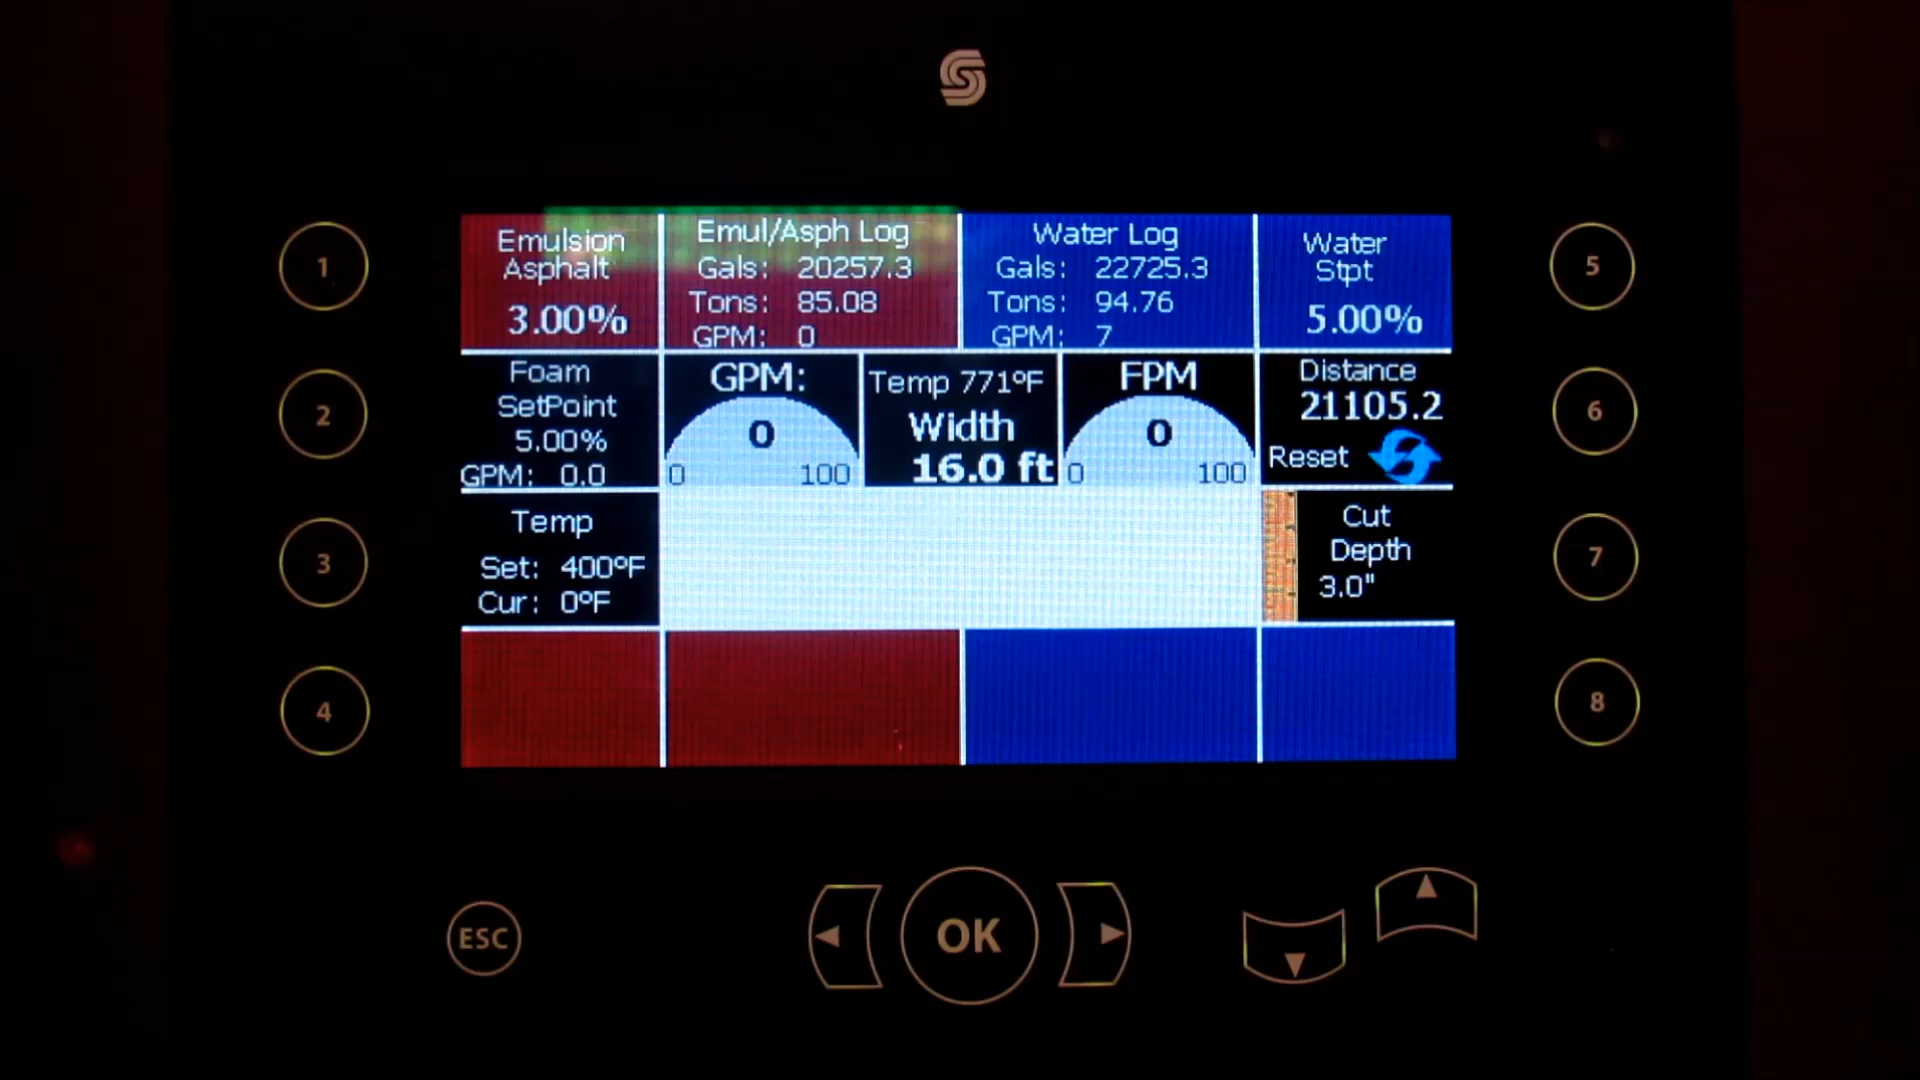 1
Emulsion
Asphalt
3.00%
Emul/Asph Log
Gals: 20257.3
Tons: 85.08
GPM: 0
Water Log
Gals: 22725.3
Tons: 94.76
GPM: 7
Water
Stpt
5.00%
5
2
Foam
SetPoint
5.00%
GPM: 0.0
GPM:
0
0 100
Temp 771ºF
Width
16.0 ft
FPM
0
0 100
Distance
21105.2
Reset
6
3
Temp
Set: 400ºF
Cur: 0ºF
Cut
Depth
3.0"
7
4
8
ESC
OK